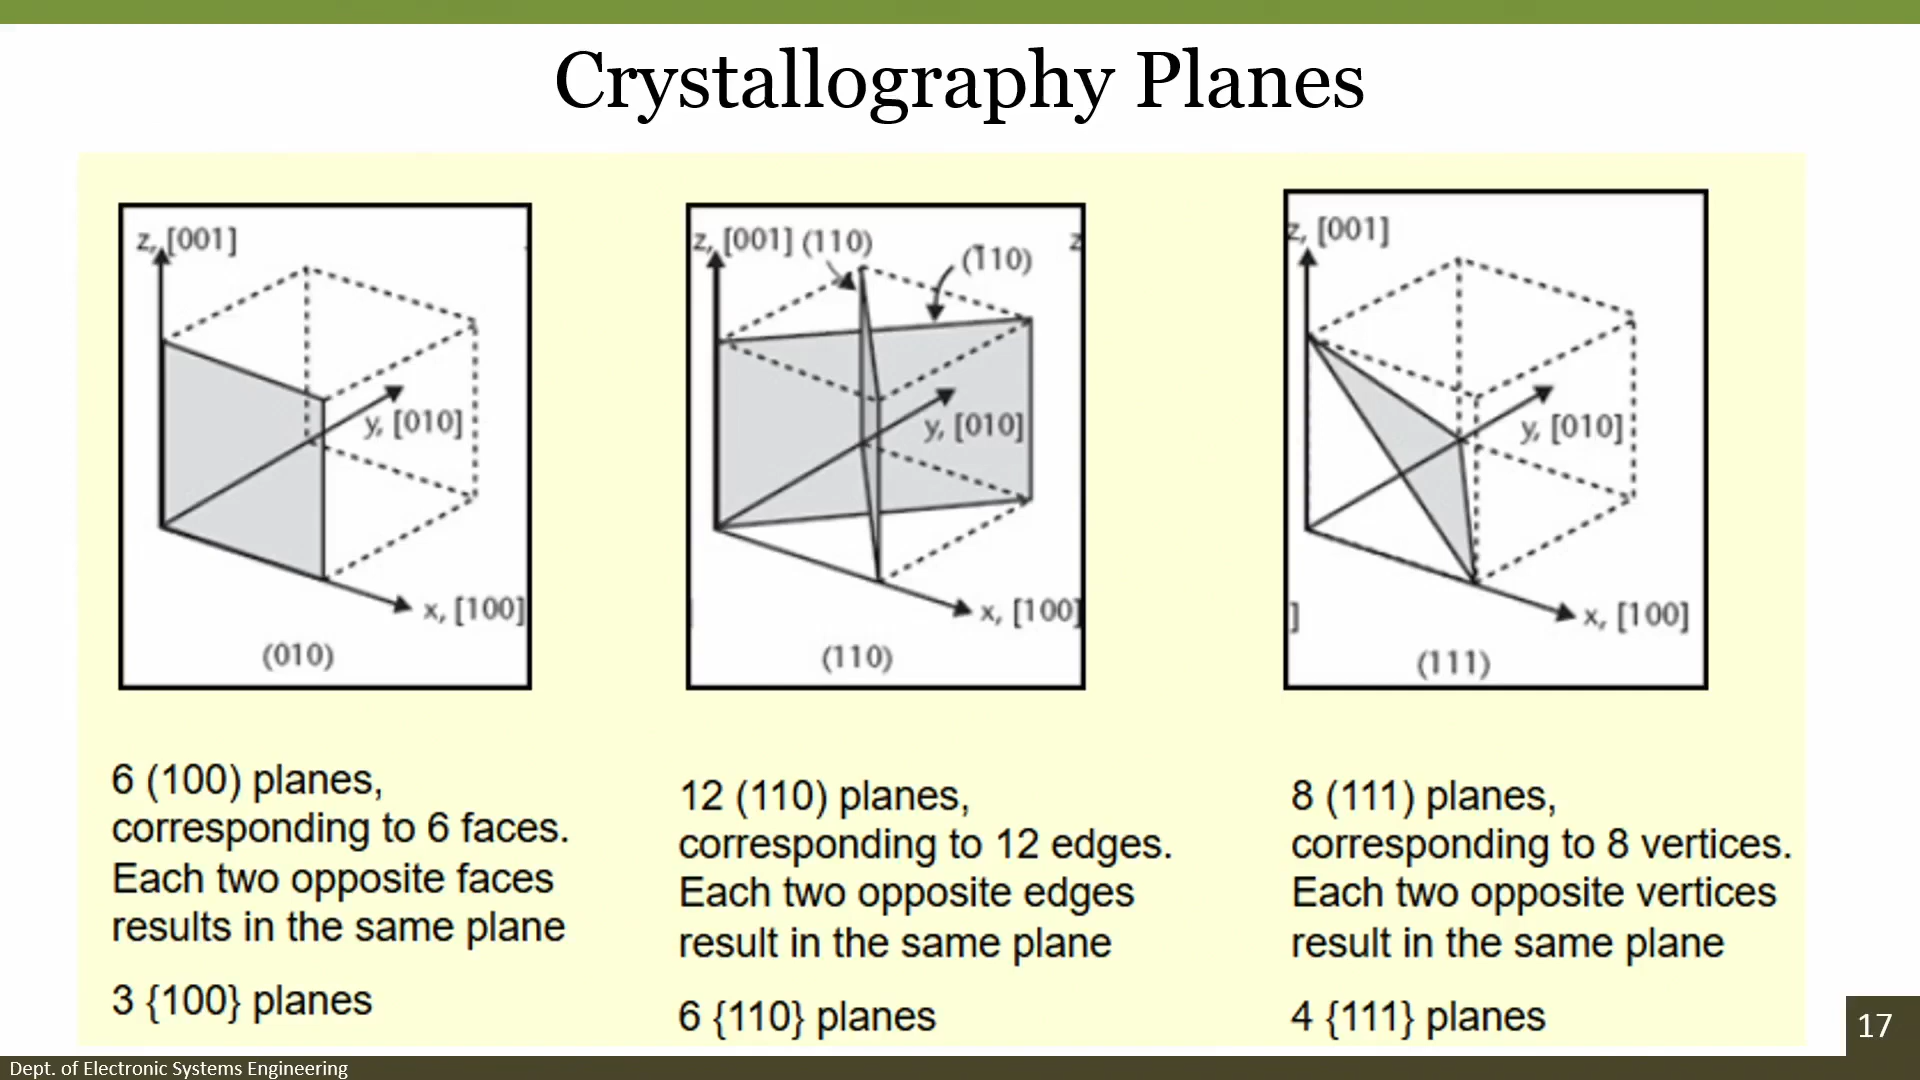 Crystallography Planes
z, [001]
y, [010]
x, [100]
(010)
z, [001] (110)
(1̅10)
z
y, [010]
x, [100]
(110)
z, [001]
y, [010]
]
x, [100]
(111)
6 (100) planes,
corresponding to 6 faces.
Each two opposite faces
results in the same plane
3 {100} planes
12 (110) planes,
corresponding to 12 edges.
Each two opposite edges
result in the same plane
6 {110} planes
8 (111) planes,
corresponding to 8 vertices.
Each two opposite vertices
result in the same plane
4 {111} planes
17
Dept. of Electronic Systems Engineering